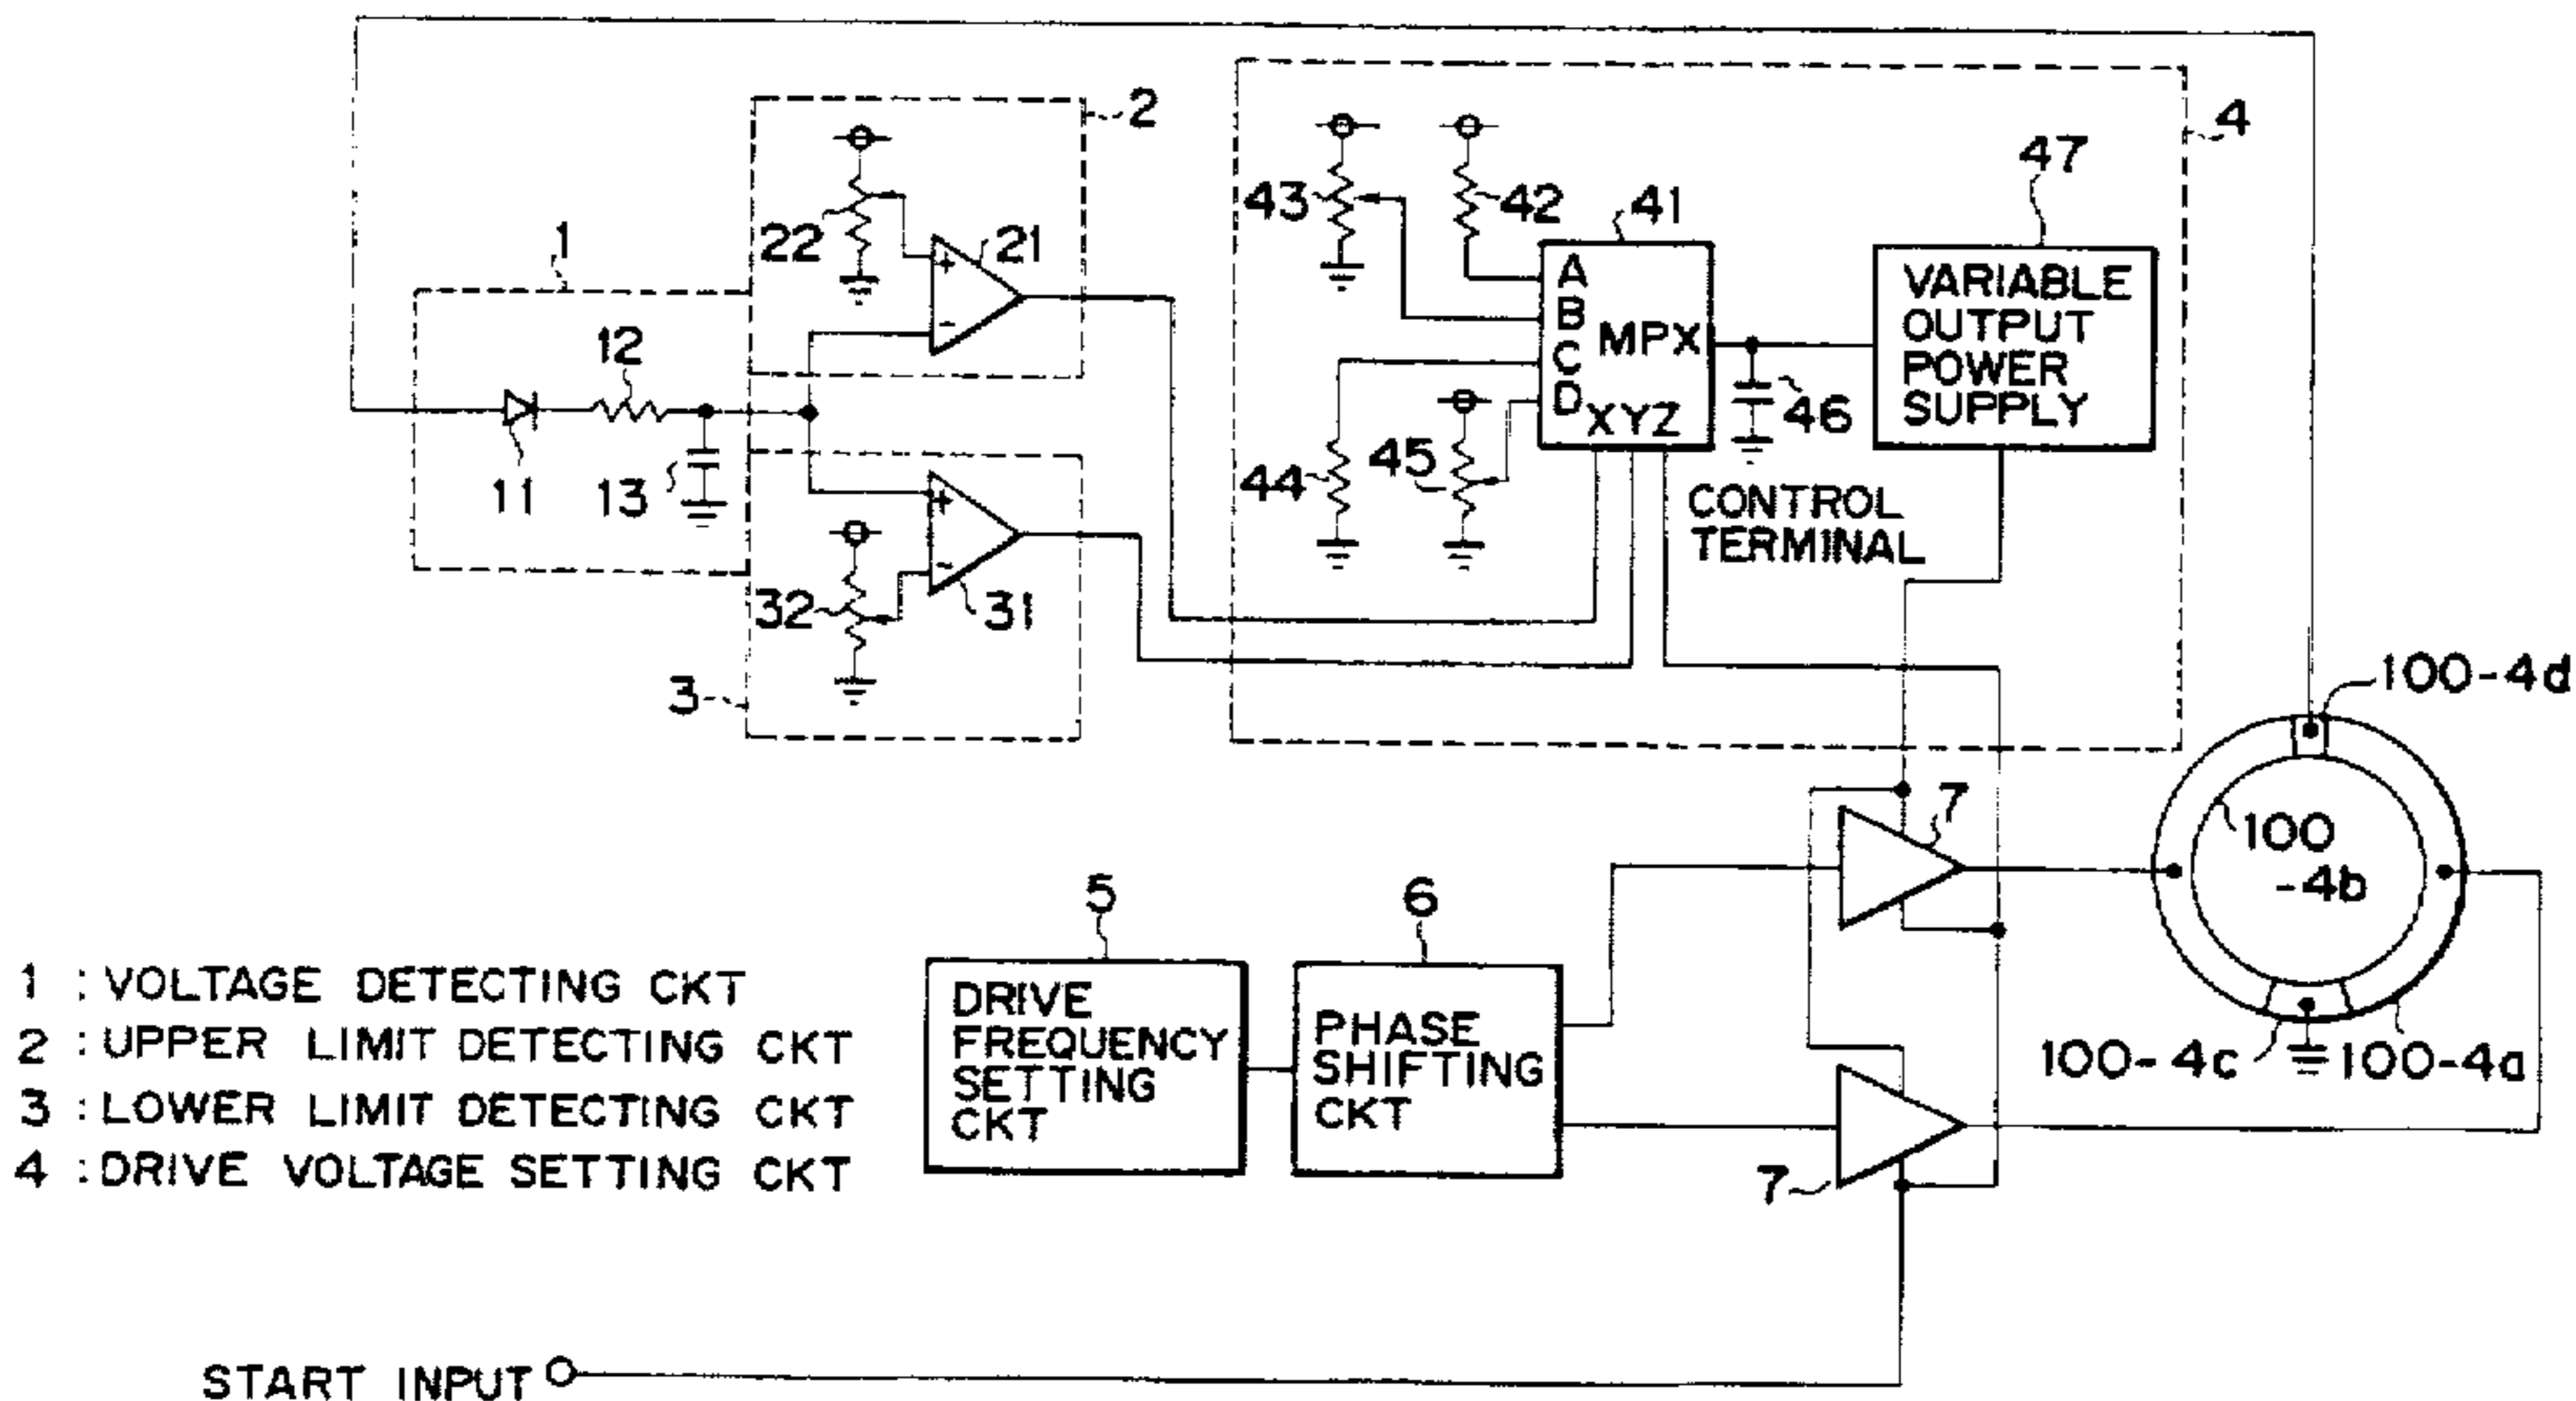 1
2
22
+
21
-
12
11
13
+
-
31
32
3
4
43
42
41
47
A
B
C
D
MPX
XYZ
44
45
46
VARIABLE
OUTPUT
POWER
SUPPLY
CONTROL
TERMINAL
100-4d
100
-4b
100-4c
100-4a
7
7
5
DRIVE
FREQUENCY
SETTING
CKT
6
PHASE
SHIFTING
CKT
1 : VOLTAGE DETECTING CKT
2 : UPPER LIMIT DETECTING CKT
3 : LOWER LIMIT DETECTING CKT
4 : DRIVE VOLTAGE SETTING CKT
START INPUT